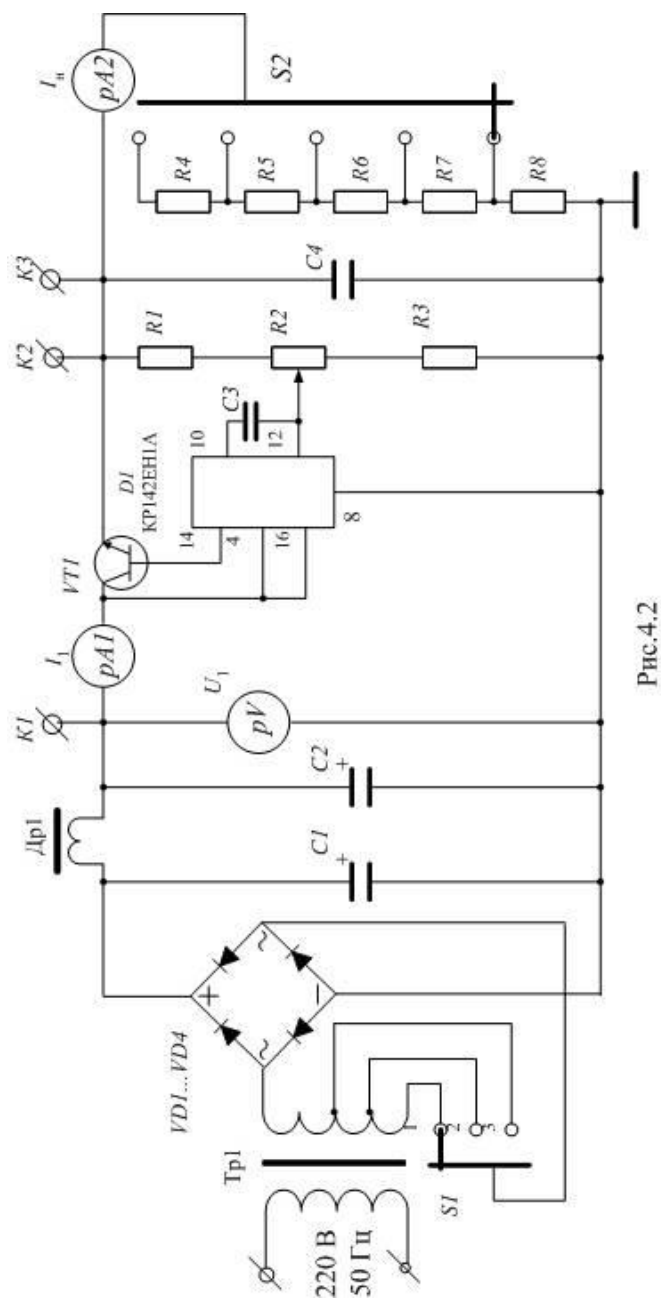 Тр1
220 В
50 Гц
S1
1
2
3
VD1...VD4
+
−
~
~
Др1
C1
+
C2
+
K1
U₁
pV
I₁
pA1
VT1
D1
КР142ЕН1А
14
4
16
8
10
12
C3
K2
R1
R2
R3
K3
C4
Iн
pA2
S2
R4
R5
R6
R7
R8
Рис.4.2